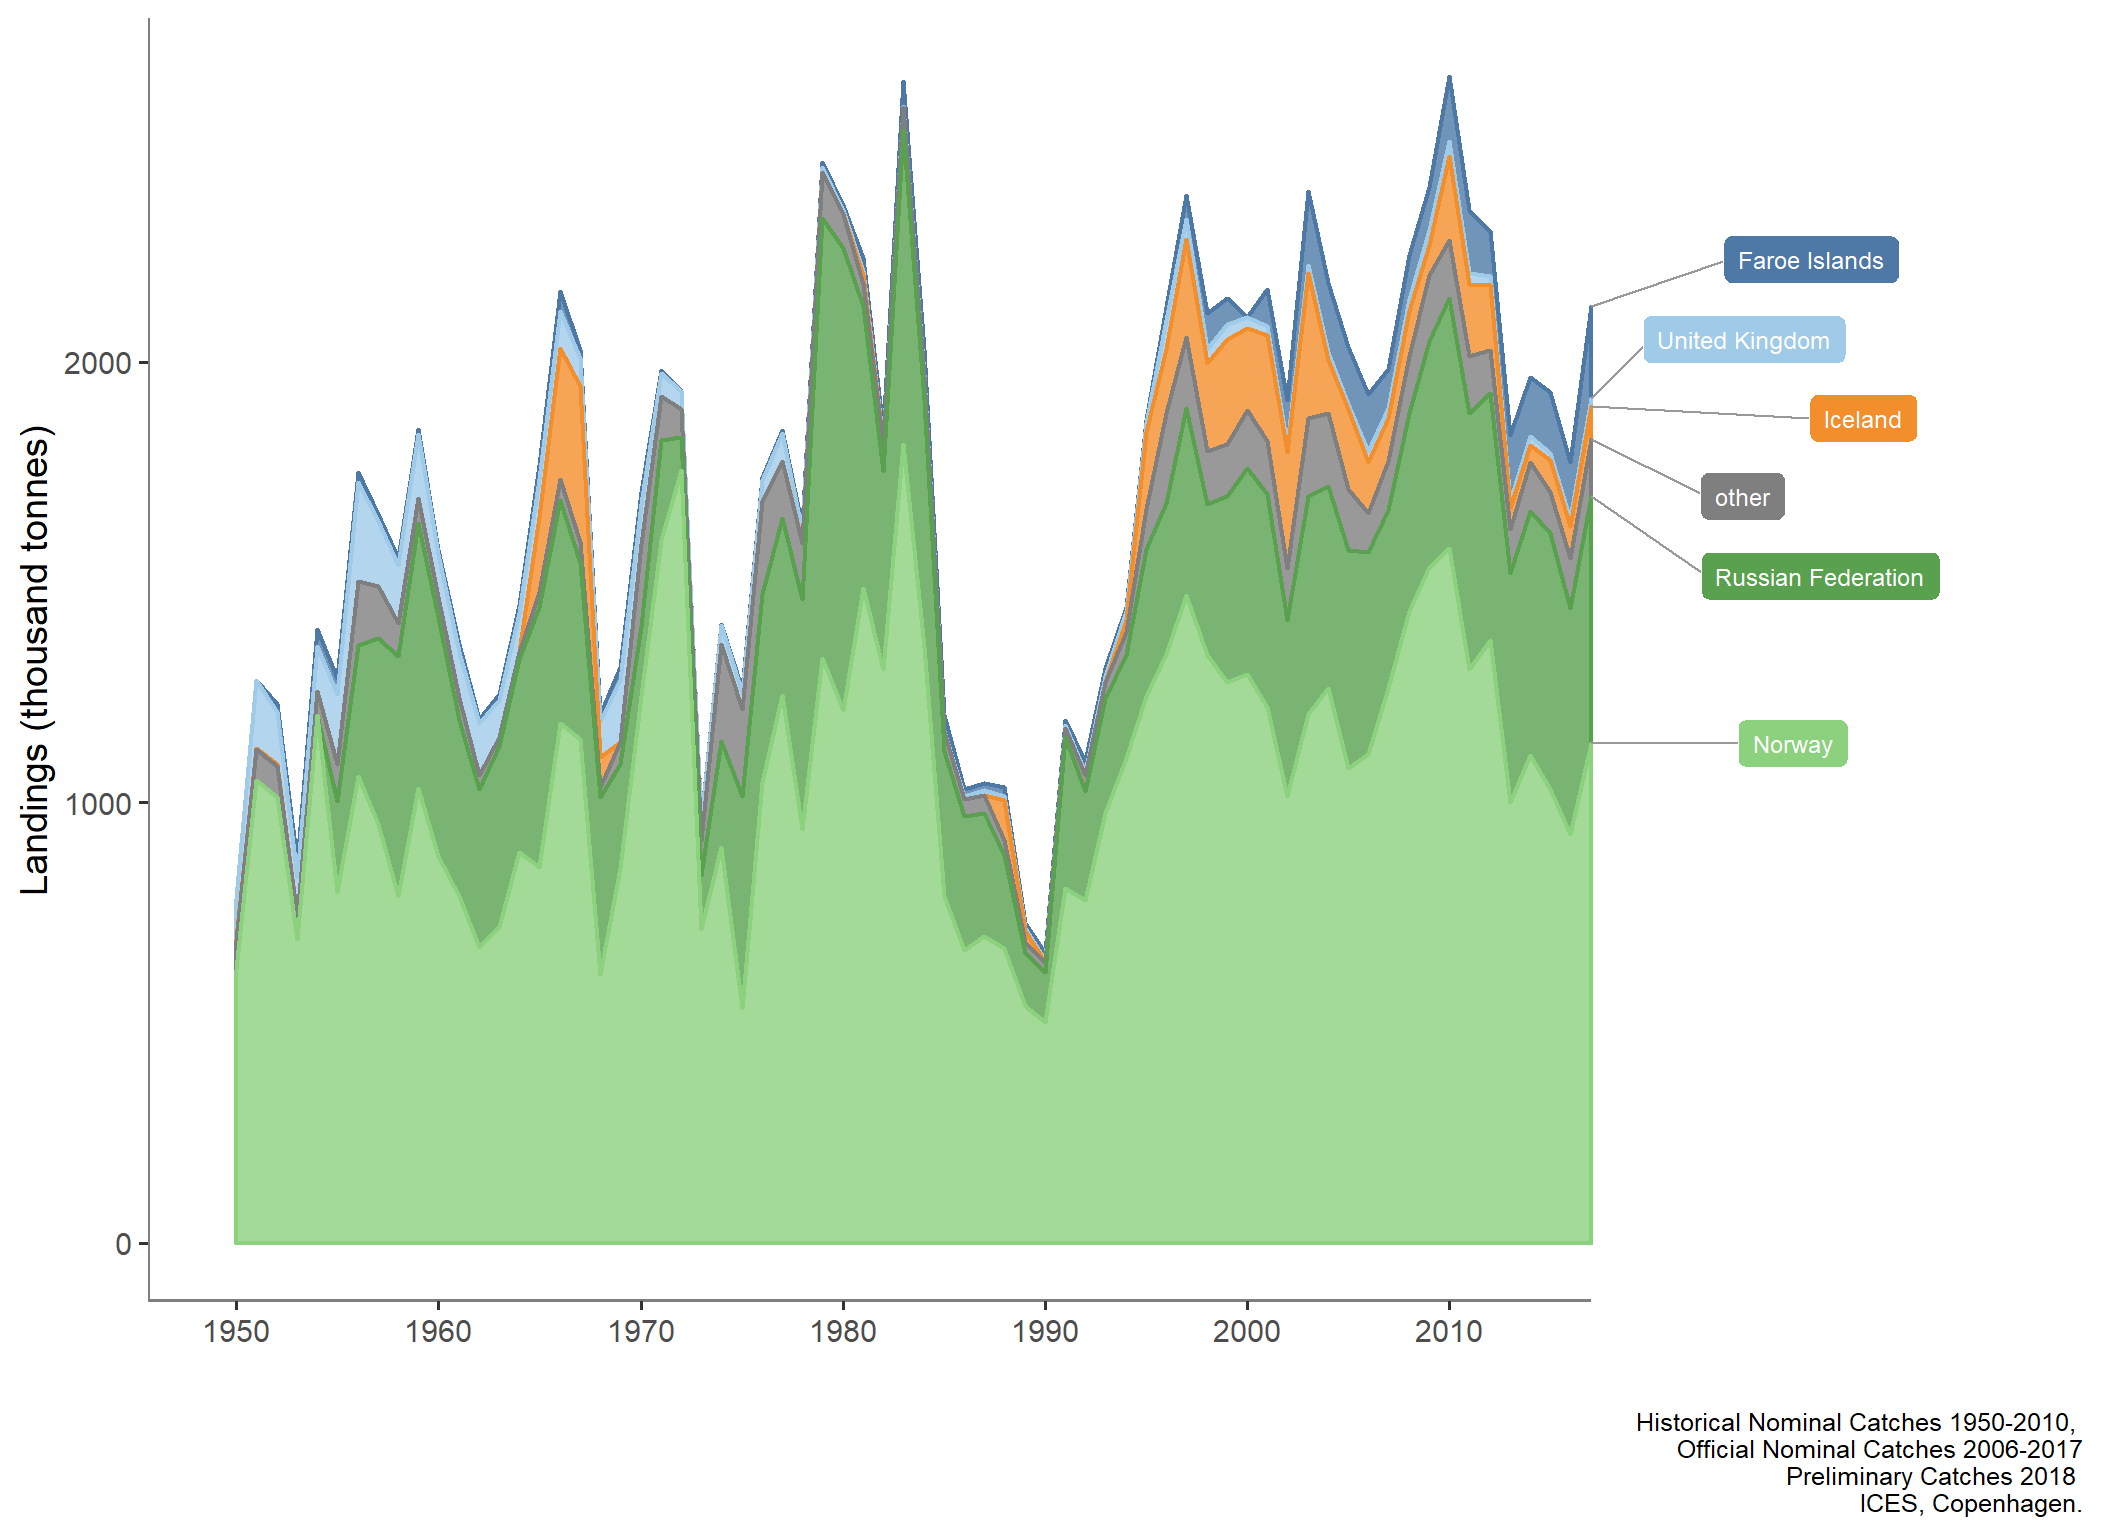 Landings (thousand tonnes)
2000
1000
0
1950
1960
1970
1980
1990
2000
2010
Faroe Islands
United Kingdom
Iceland
other
Russian Federation
Norway
Historical Nominal Catches 1950-2010,
Official Nominal Catches 2006-2017
Preliminary Catches 2018
ICES, Copenhagen.